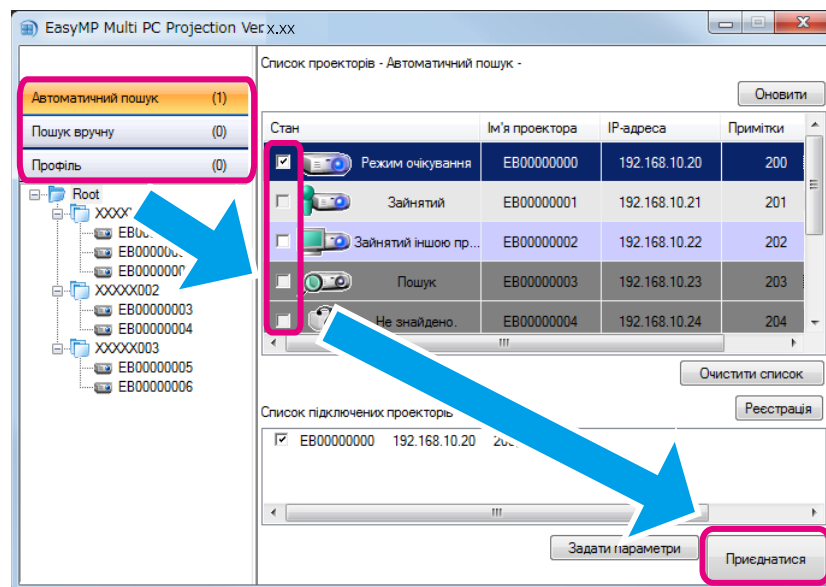 EasyMP Multi PC Projection Ver x.xx
Список проекторів - Автоматичний пошук -
Оновити
Автоматичний пошук (1)
Пошук вручну (0)
Профіль (0)
Стан Ім'я проектора IP-адреса Примітки
Режим очікування EB00000000 192.168.10.20 200
Зайнятий EB00000001 192.168.10.21 201
Зайнятий іншою пр... EB00000002 192.168.10.22 202
Пошук EB00000003 192.168.10.23 203
Не знайдено. EB00000004 192.168.10.24 204
Root
XXXXX002
EB00000003
EB00000004
XXXXX003
EB00000005
EB00000006
Очистити список
Реєстрація
Список підключених проекторів
EB00000000 192.168.10.20
Задати параметри
Приєднатися